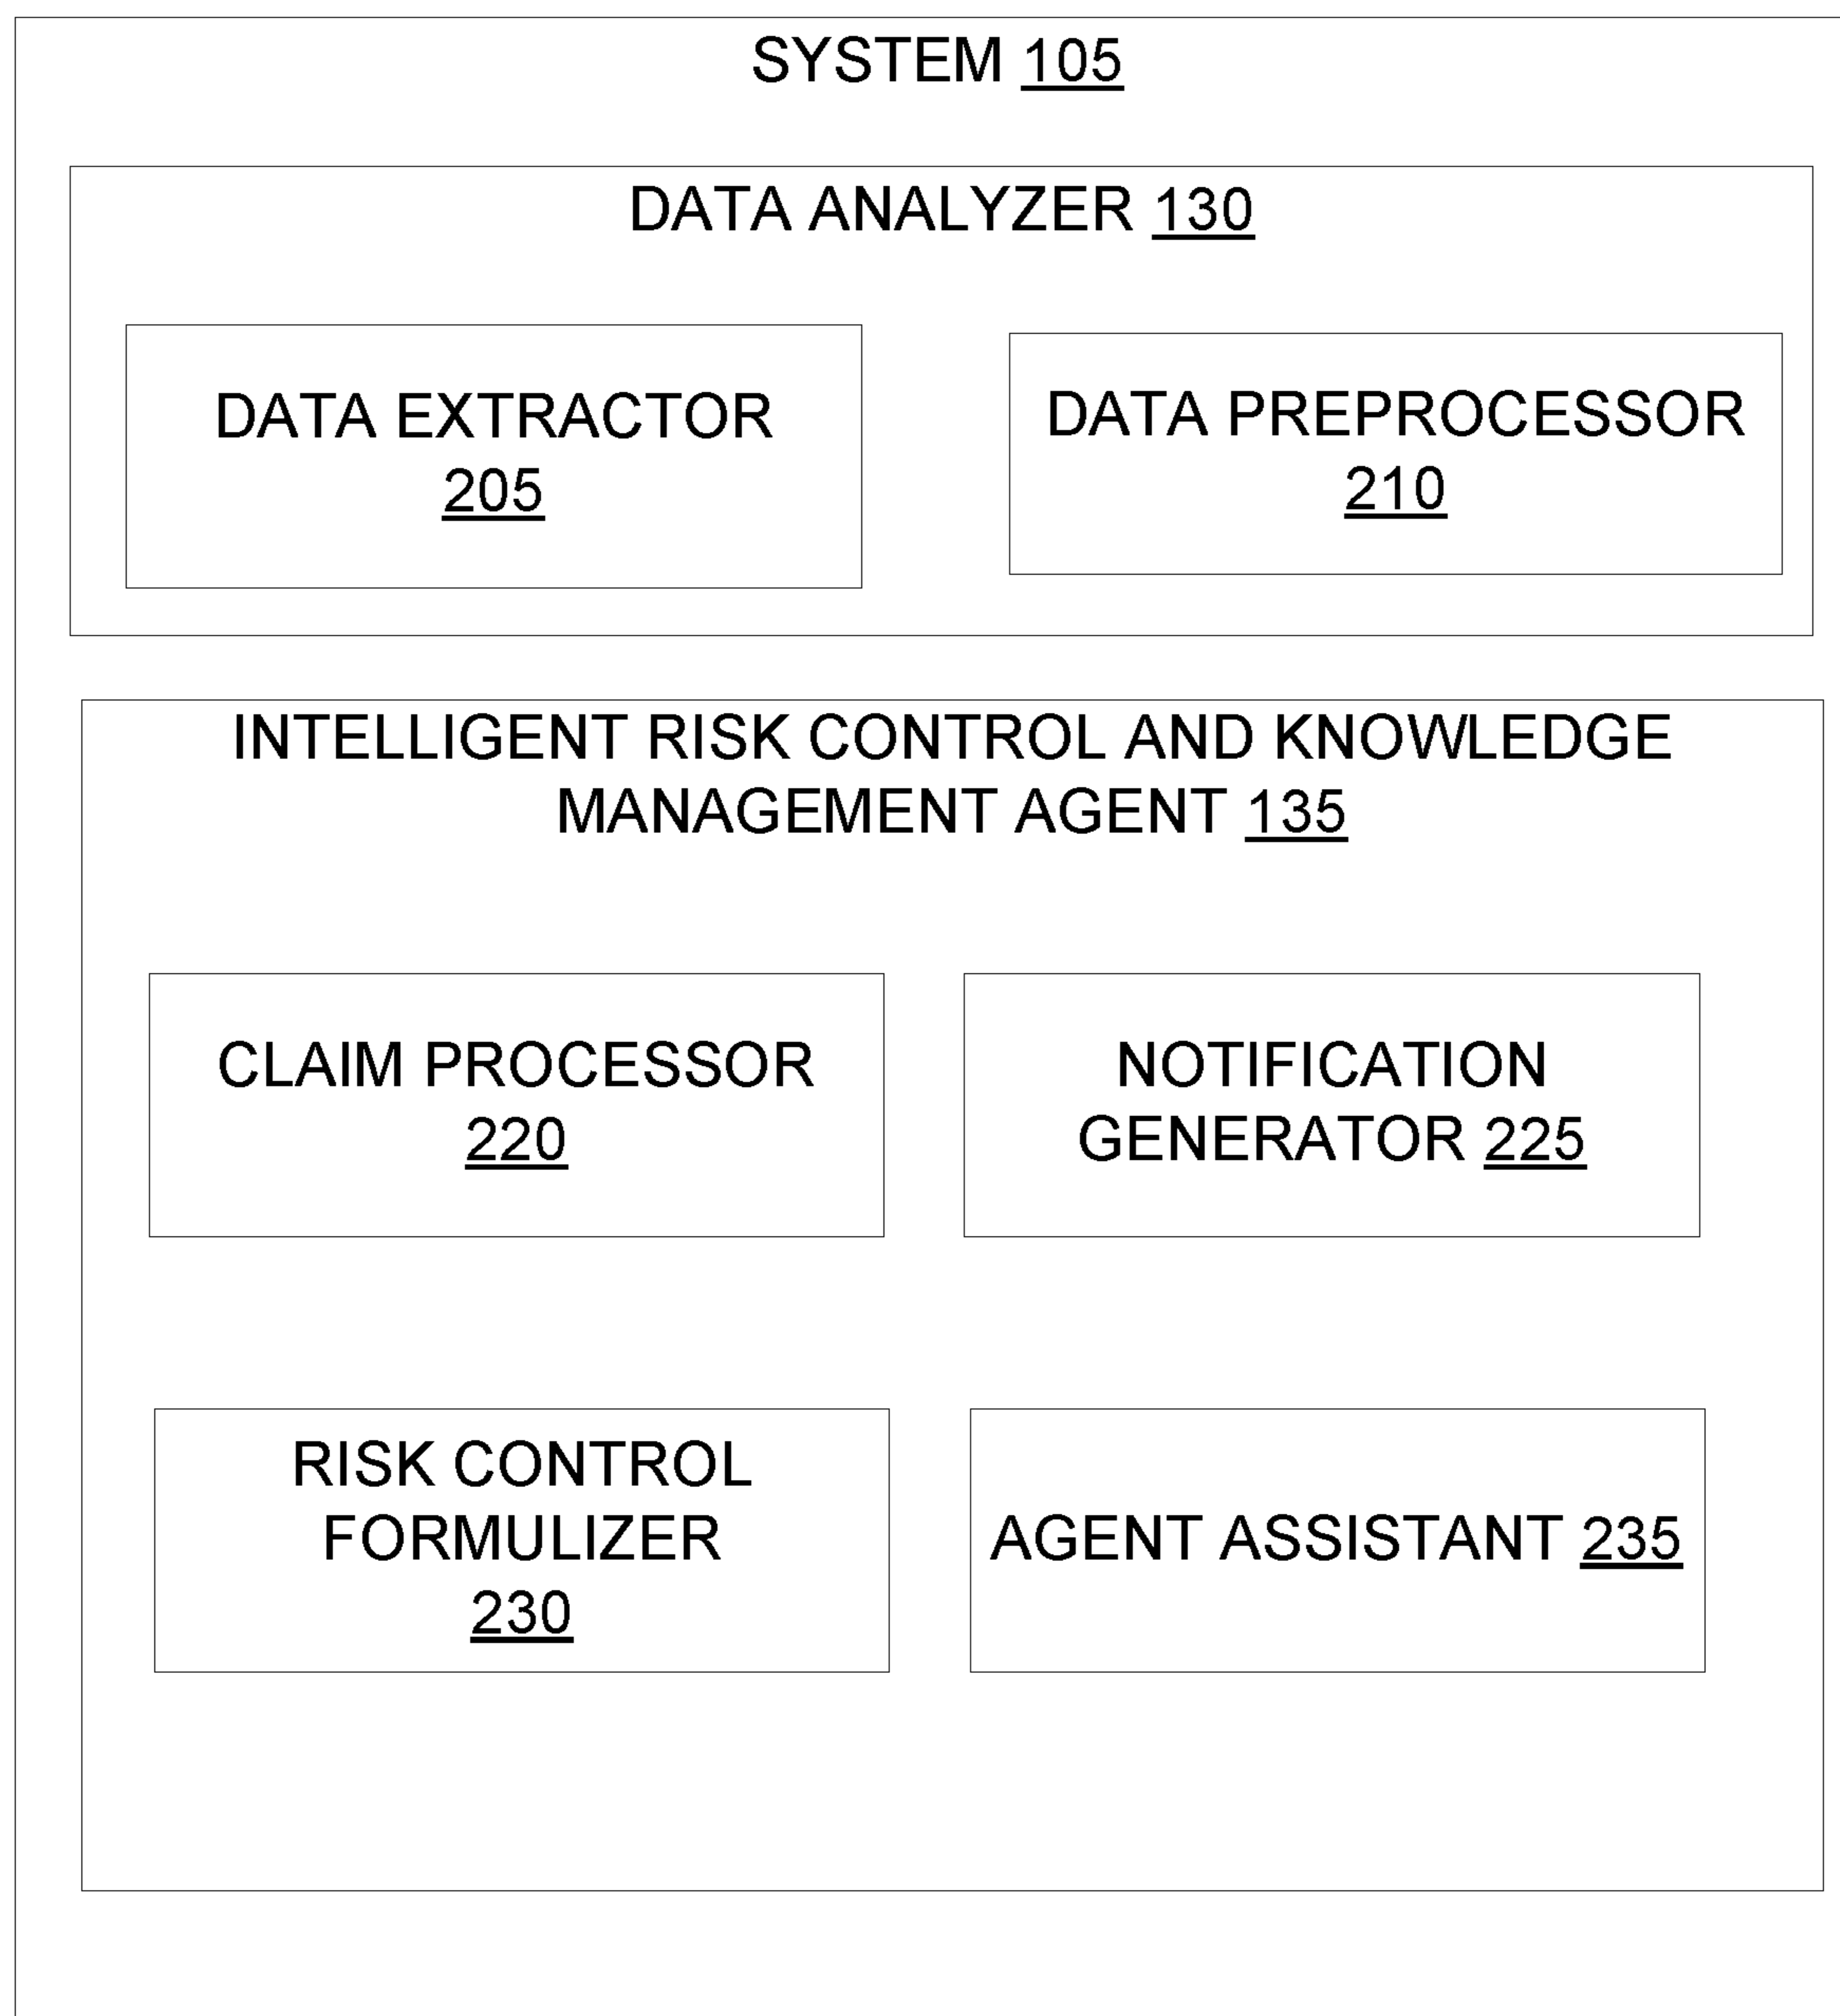 SYSTEM 105
DATA ANALYZER 130
DATA EXTRACTOR
205
DATA PREPROCESSOR
210
INTELLIGENT RISK CONTROL AND KNOWLEDGE
MANAGEMENT AGENT 135
CLAIM PROCESSOR
220
NOTIFICATION
GENERATOR 225
RISK CONTROL
FORMULIZER
230
AGENT ASSISTANT 235